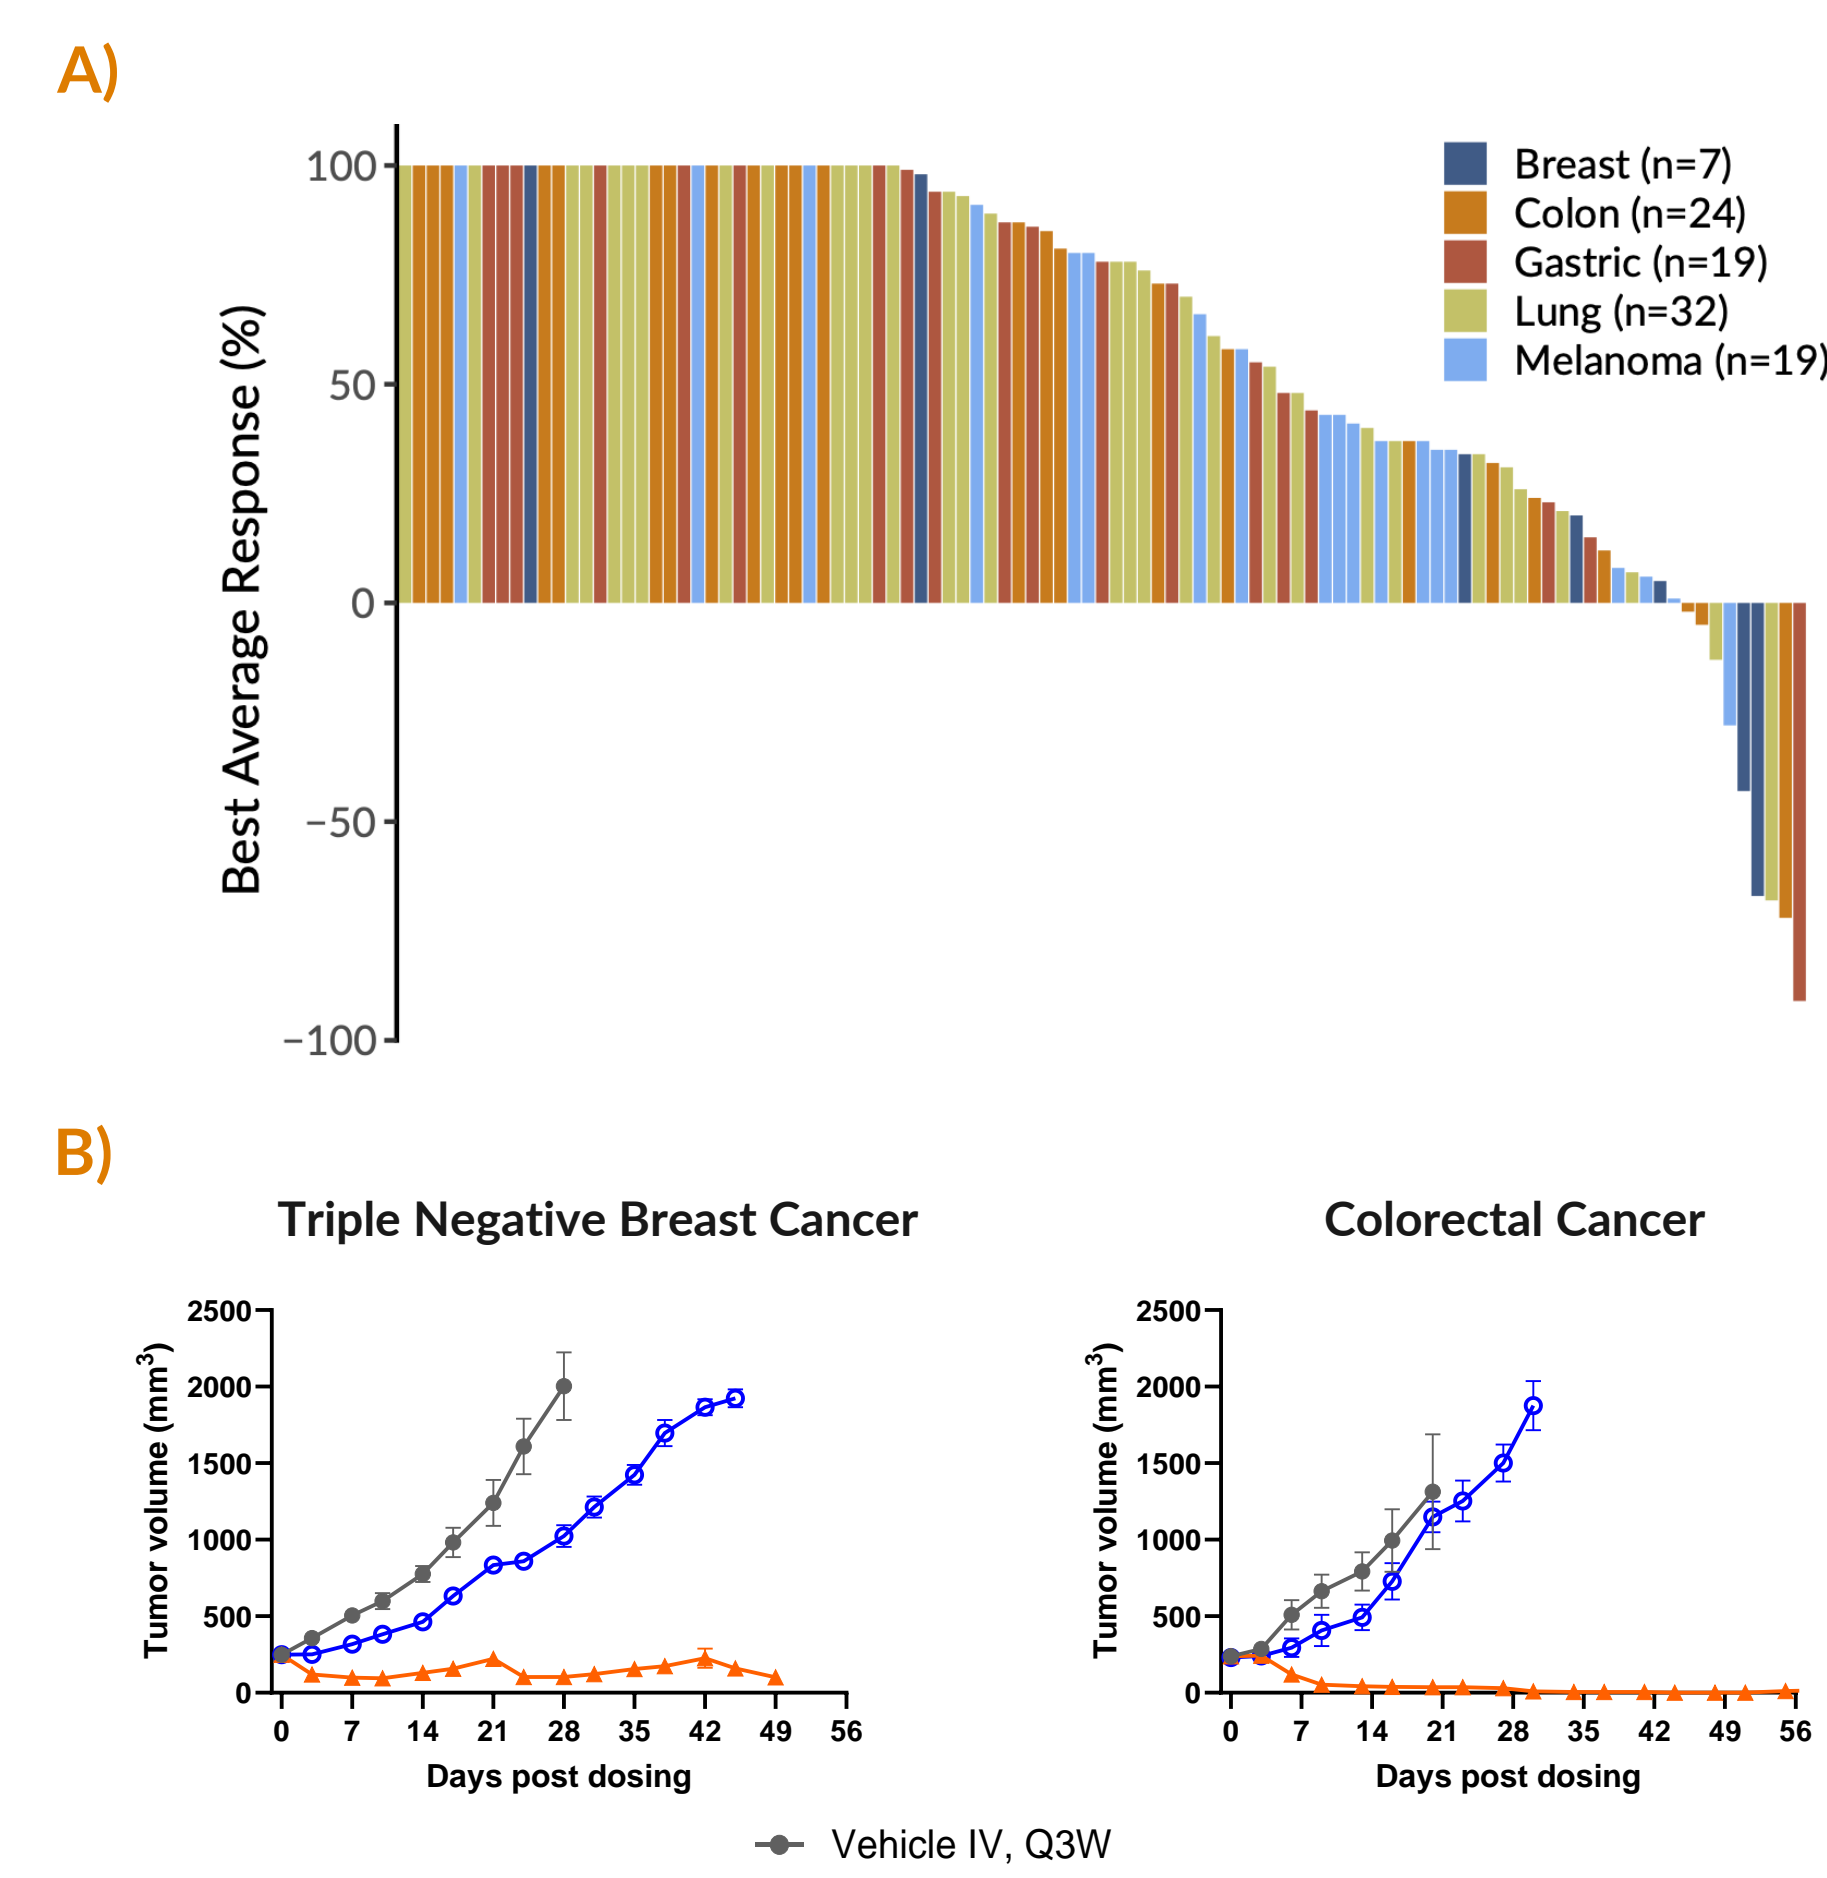 A)
Best Average Response (%)
100
50
0
−50
−100
Breast (n=7)
Colon (n=24)
Gastric (n=19)
Lung (n=32)
Melanoma (n=19)
B)
Triple Negative Breast Cancer
Tumor volume (mm³)
2500
2000
1500
1000
500
0
0 7 14 21 28 35 42 49 56
Days post dosing
Colorectal Cancer
Tumor volume (mm³)
2500
2000
1500
1000
500
0
0 7 14 21 28 35 42 49 56
Days post dosing
Vehicle IV, Q3W